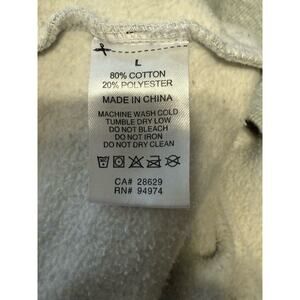 L
80% COTTON
20% POLYESTER
MADE IN CHINA
MACHINE WASH COLD
TUMBLE DRY LOW
DO NOT BLEACH
DO NOT IRON
DO NOT DRY CLEAN
CA# 28629
RN# 94974